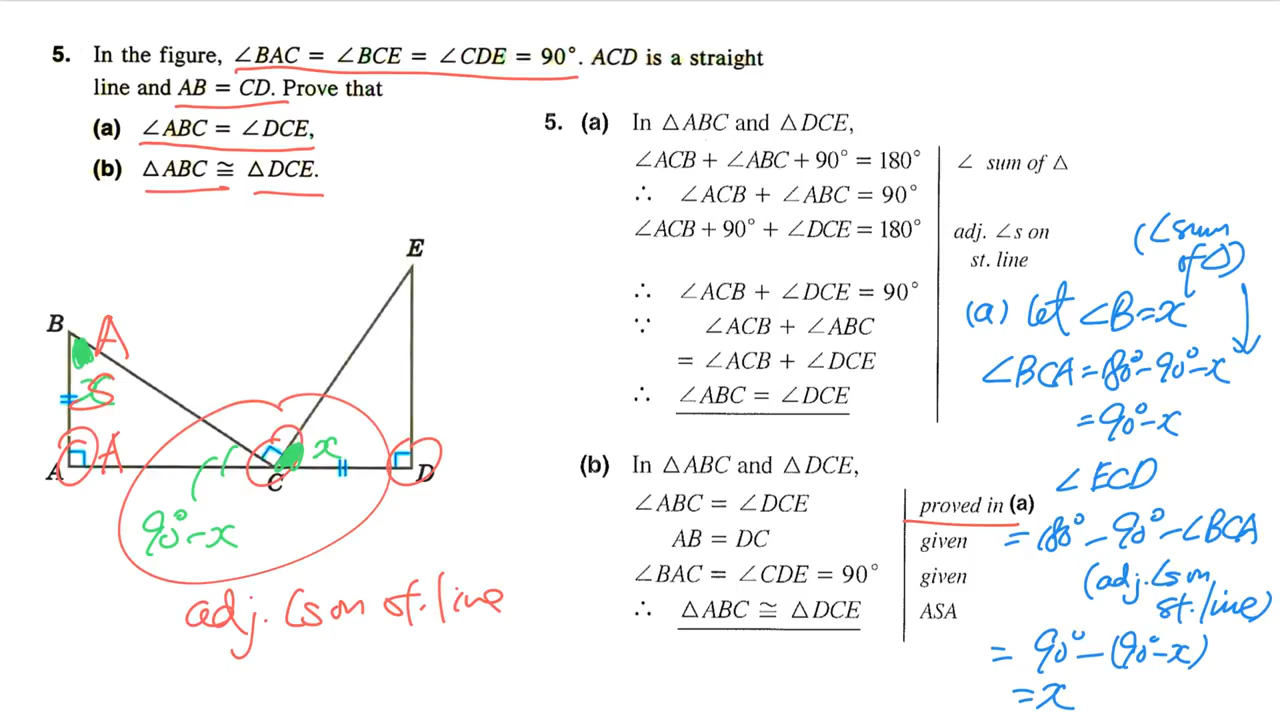 5. In the figure, ∠BAC = ∠BCE = ∠CDE = 90°. ACD is a straight
line and AB = CD. Prove that
(a) ∠ABC = ∠DCE,
(b) △ABC ≅ △DCE.
E
B
A
S
x
A
A
C
x
D
90°-x
adj. ∠s on st. line
5. (a) In △ABC and △DCE,
∠ACB + ∠ABC + 90° = 180° ∠ sum of △
∴ ∠ACB + ∠ABC = 90°
∠ACB + 90° + ∠DCE = 180° adj. ∠s on
st. line
∴ ∠ACB + ∠DCE = 90°
∵ ∠ACB + ∠ABC
= ∠ACB + ∠DCE
∴ ∠ABC = ∠DCE
(b) In △ABC and △DCE,
∠ABC = ∠DCE proved in (a)
AB = DC given
∠BAC = ∠CDE = 90° given
∴ △ABC ≅ △DCE ASA
(∠sum
of △)
(a) let ∠B=x
∠BCA = 180°-90°-x
= 90°-x
∠ECD
= 180°-90°-∠BCA
(adj. ∠s on
st. line)
= 90°-(90°-x)
= x